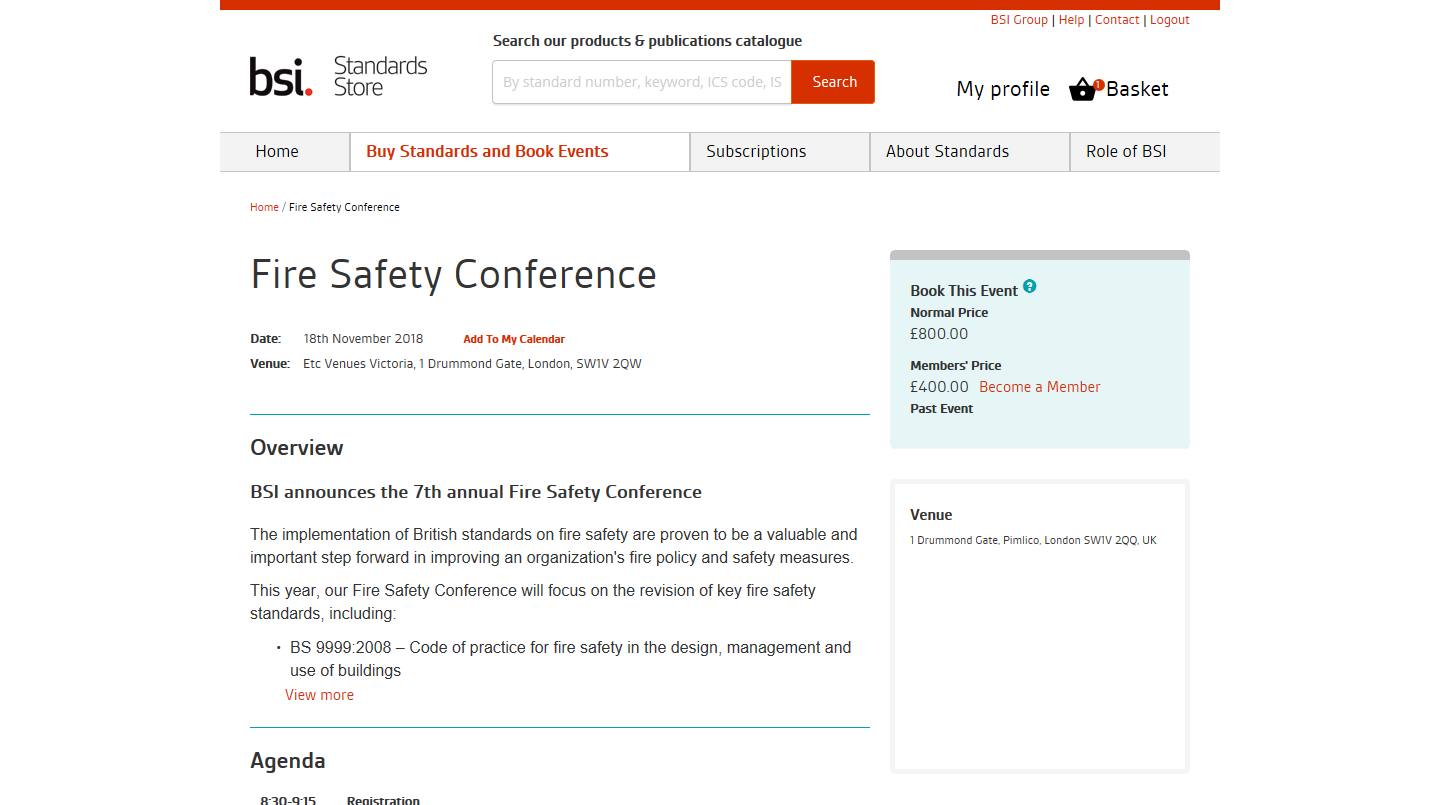 BSI Group | Help | Contact | Logout
Search our products & publications catalogue
bsi. Standards Store
By standard number, keyword, ICS code, IS
Search
My profile
1
Basket
Home
Buy Standards and Book Events
Subscriptions
About Standards
Role of BSI
Home / Fire Safety Conference
Fire Safety Conference
Date: 18th November 2018 Add To My Calendar
Venue: Etc Venues Victoria, 1 Drummond Gate, London, SW1V 2QW
Overview
BSI announces the 7th annual Fire Safety Conference
The implementation of British standards on fire safety are proven to be a valuable and
important step forward in improving an organization's fire policy and safety measures.
This year, our Fire Safety Conference will focus on the revision of key fire safety
standards, including:
• BS 9999:2008 – Code of practice for fire safety in the design, management and
use of buildings
View more
Agenda
8:30-9:15 Registration
Book This Event ?
Normal Price
£800.00
Members' Price
£400.00 Become a Member
Past Event
Venue
1 Drummond Gate, Pimlico, London SW1V 2QQ, UK